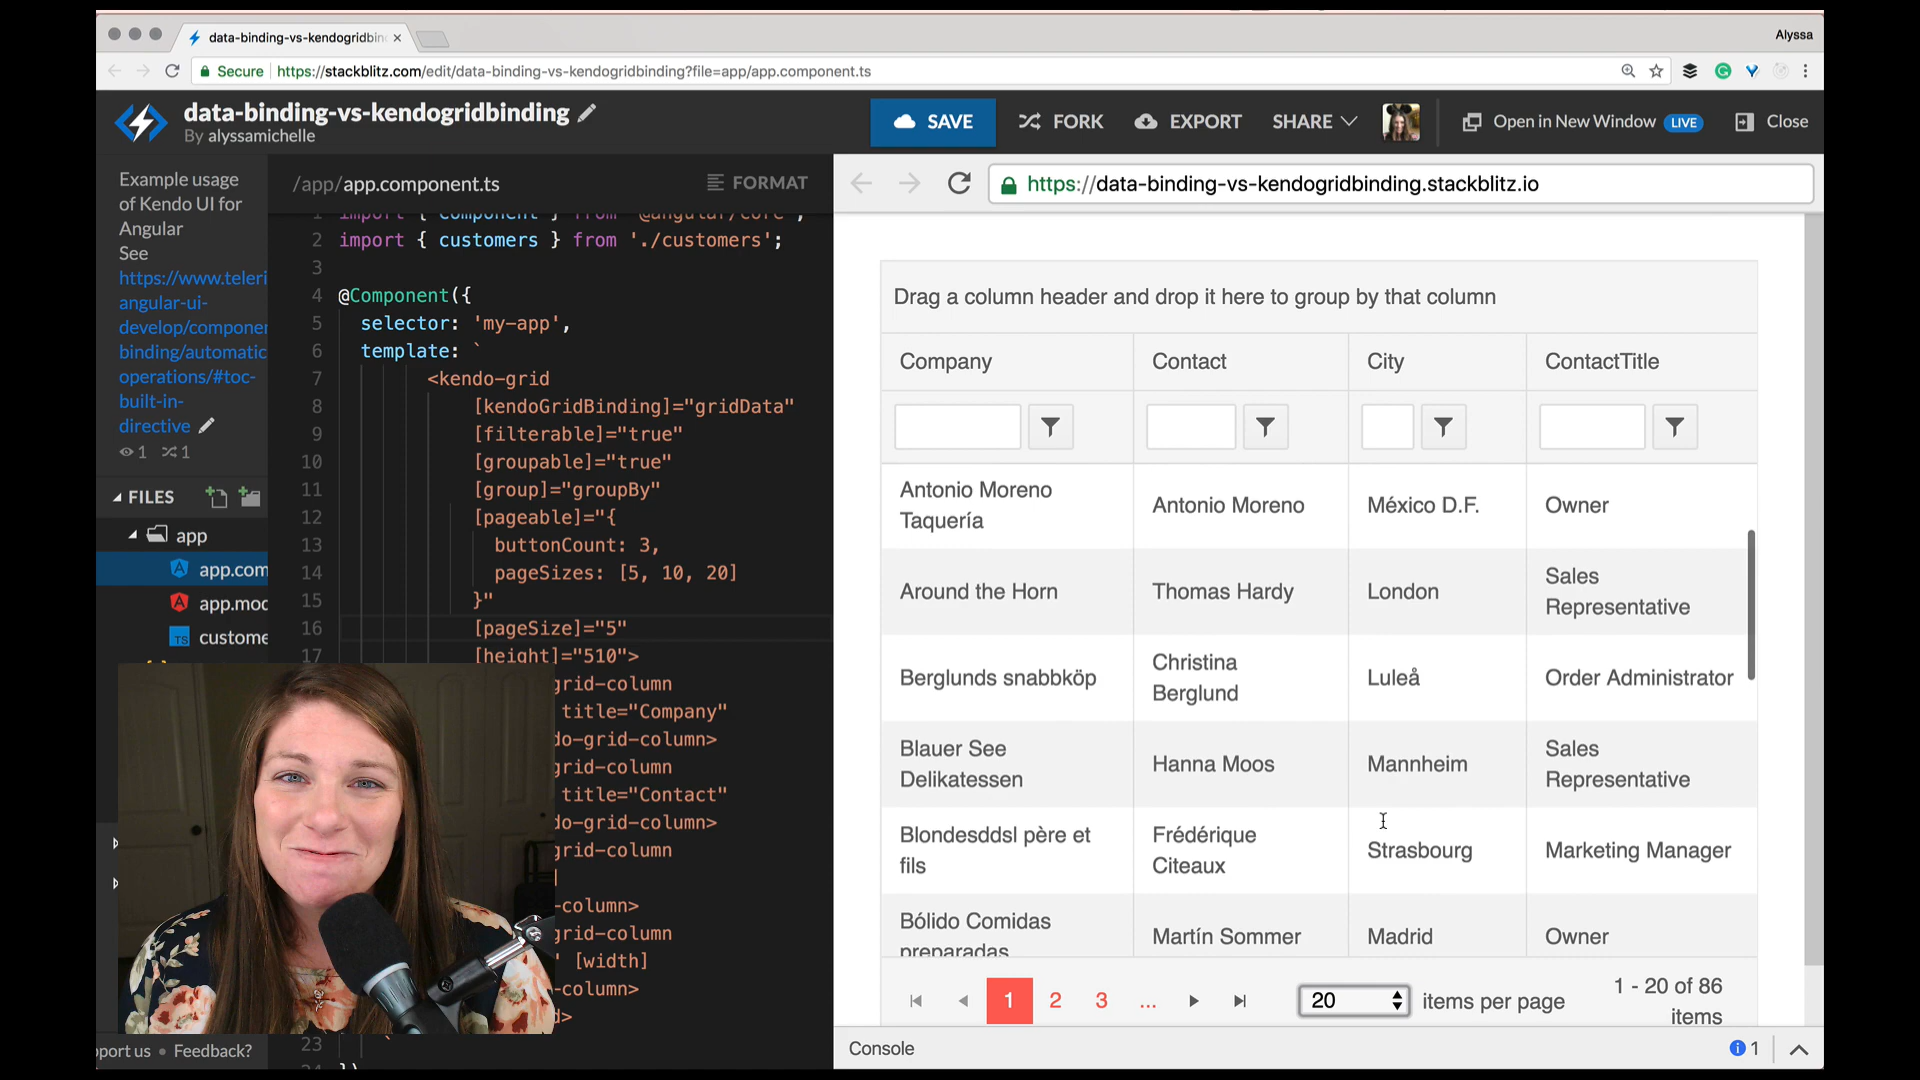 data-binding-vs-kendogridbin
Alyssa
Secure
https://stackblitz.com/edit/data-binding-vs-kendogridbinding?file=app/app.component.ts
data-binding-vs-kendogridbinding
By alyssamichelle
SAVE
FORK
EXPORT
SHARE
Open in New Window
LIVE
Close
Example usage
of Kendo UI for
Angular
See
https://www.teleri
angular-ui-
develop/componen
binding/automatic
operations/#toc-
built-in-
directive
1
1
FILES
app
app.com
app.mod
TS
custome
port us • Feedback?
/app/app.component.ts
FORMAT
1 import { Component } from '@angular/core';
2 import { customers } from './customers';
3
4 @Component({
5 selector: 'my-app',
6 template: `
7 <kendo-grid
8 [kendoGridBinding]="gridData"
9 [filterable]="true"
10 [groupable]="true"
11 [group]="groupBy"
12 [pageable]="{
13 buttonCount: 3,
14 pageSizes: [5, 10, 20]
15 }"
16 [pageSize]="5"
17 [height]="510">
grid-column
title="Company"
do-grid-column>
grid-column
title="Contact"
do-grid-column>
grid-column
]
-column>
grid-column
" [width]
-column>
d>
23 `
})
https://data-binding-vs-kendogridbinding.stackblitz.io
Drag a column header and drop it here to group by that column
Company Contact City ContactTitle
Antonio Moreno
Taquería
Antonio Moreno
México D.F.
Owner
Around the Horn
Thomas Hardy
London
Sales
Representative
Berglunds snabbköp
Christina
Berglund
Luleå
Order Administrator
Blauer See
Delikatessen
Hanna Moos
Mannheim
Sales
Representative
Blondesddsl père et
fils
Frédérique
Citeaux
Strasbourg
Marketing Manager
Bólido Comidas
preparadas
Martín Sommer
Madrid
Owner
1 2 3 ...
20
items per page
1 - 20 of 86
items
Console
1